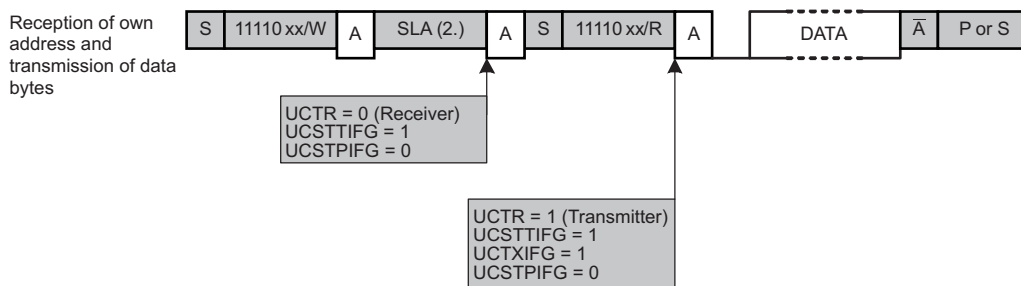 Reception of own
address and
transmission of data
bytes
S 11110 xx/W A SLA (2.) A S 11110 xx/R A DATA A̅ P or S
UCTR = 0 (Receiver)
UCSTTIFG = 1
UCSTPIFG = 0
UCTR = 1 (Transmitter)
UCSTTIFG = 1
UCTXIFG = 1
UCSTPIFG = 0